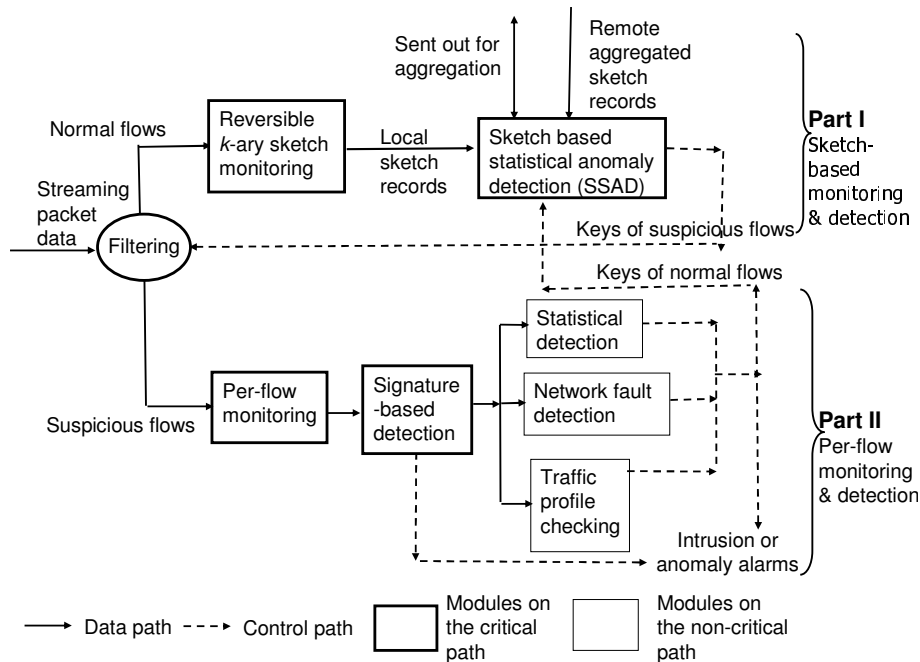 Sent out for
aggregation
Remote
aggregated
sketch
records
Part I
Sketch-
based
monitoring
& detection
Normal flows
Reversible
k-ary sketch
monitoring
Local
sketch
records
Sketch based
statistical anomaly
detection (SSAD)
Streaming
packet
data
Filtering
Keys of suspicious flows
Keys of normal flows
Statistical
detection
Network fault
detection
Traffic
profile
checking
Suspicious flows
Per-flow
monitoring
Signature
-based
detection
Part II
Per-flow
monitoring
& detection
Intrusion or
anomaly alarms
Data path
Control path
Modules on
the critical
path
Modules on
the non-critical
path